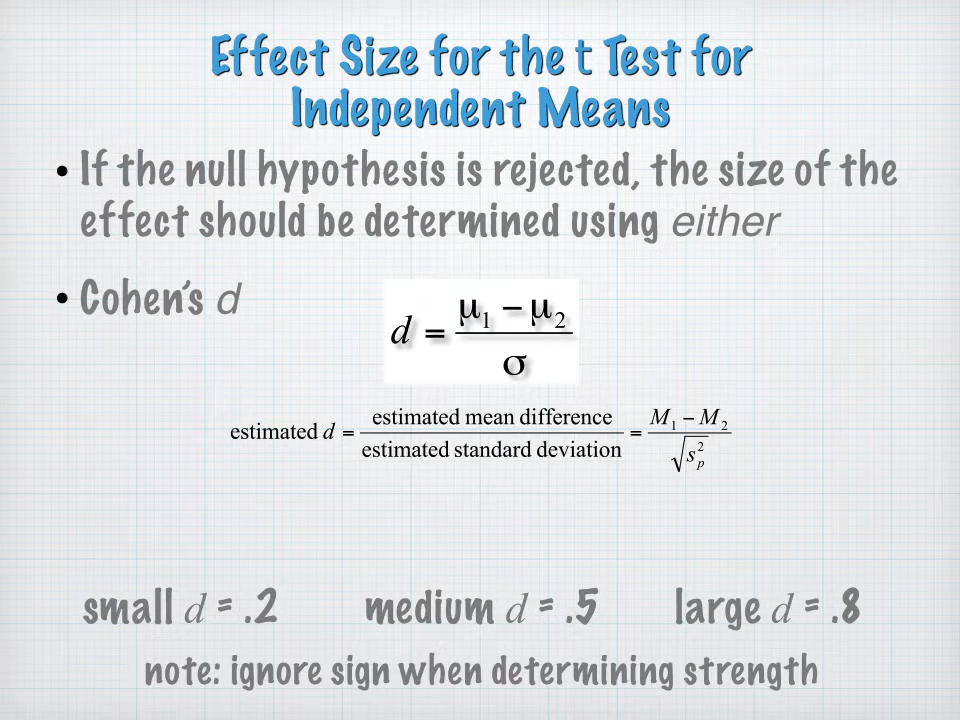 Effect Size for the t Test for
Independent Means
• If the null hypothesis is rejected, the size of the
effect should be determined using either
• Cohen's d
d = μ₁ − μ₂ / σ
estimated d = estimated mean difference / estimated standard deviation = M₁ − M₂ / √s²ₚ
small d = .2 medium d = .5 large d = .8
note: ignore sign when determining strength